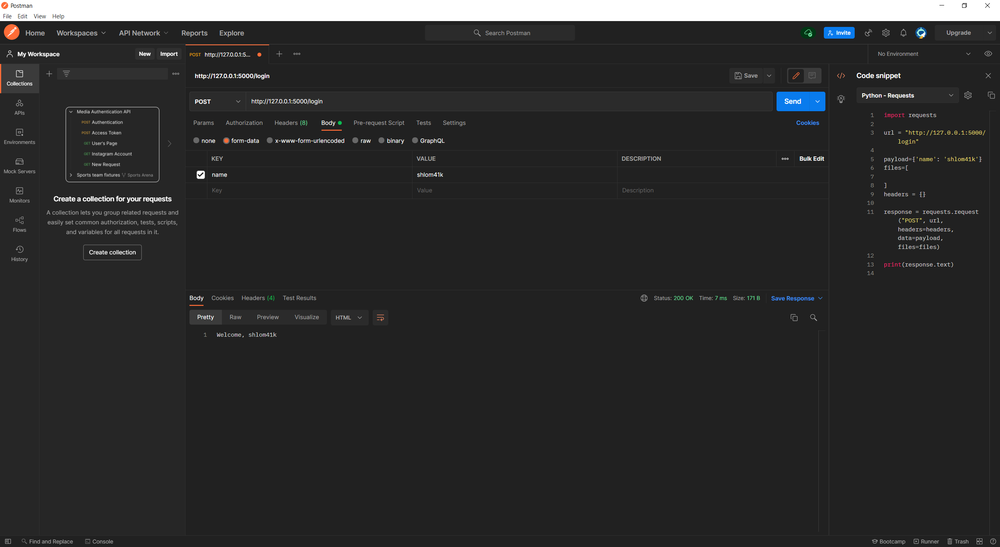 Postman
File Edit View Help
Home Workspaces API Network Reports Explore
Search Postman
Invite
Upgrade
My Workspace
New Import
POST http://127.0.0.1:5...
No Environment
Collections
APIs
Environments
Mock Servers
Monitors
Flows
History
Media Authentication API
POST Authentication
POST Access Token
GET User's Page
GET Instagram Account
GET New Request
Sports team fixtures Sports Arena
Create a collection for your requests
A collection lets you group related requests and
easily set common authorization, tests, scripts,
and variables for all requests in it.
Create collection
http://127.0.0.1:5000/login
Save
POST http://127.0.0.1:5000/login
Send
Params Authorization Headers (8) Body Pre-request Script Tests Settings Cookies
none form-data x-www-form-urlencoded raw binary GraphQL
KEY VALUE DESCRIPTION Bulk Edit
name shlom41k
Key Value Description
Body Cookies Headers (4) Test Results
Status: 200 OK Time: 7 ms Size: 171 B Save Response
Pretty Raw Preview Visualize HTML
1 Welcome, shlom41k
Code snippet
Python - Requests
1 import requests
2
3 url = "http://127.0.0.1:5000/
login"
4
5 payload={'name': 'shlom41k'}
6 files=[
7
8 ]
9 headers = {}
10
11 response = requests.request
("POST", url,
headers=headers,
data=payload,
files=files)
12
13 print(response.text)
14
Find and Replace Console
Bootcamp Runner Trash